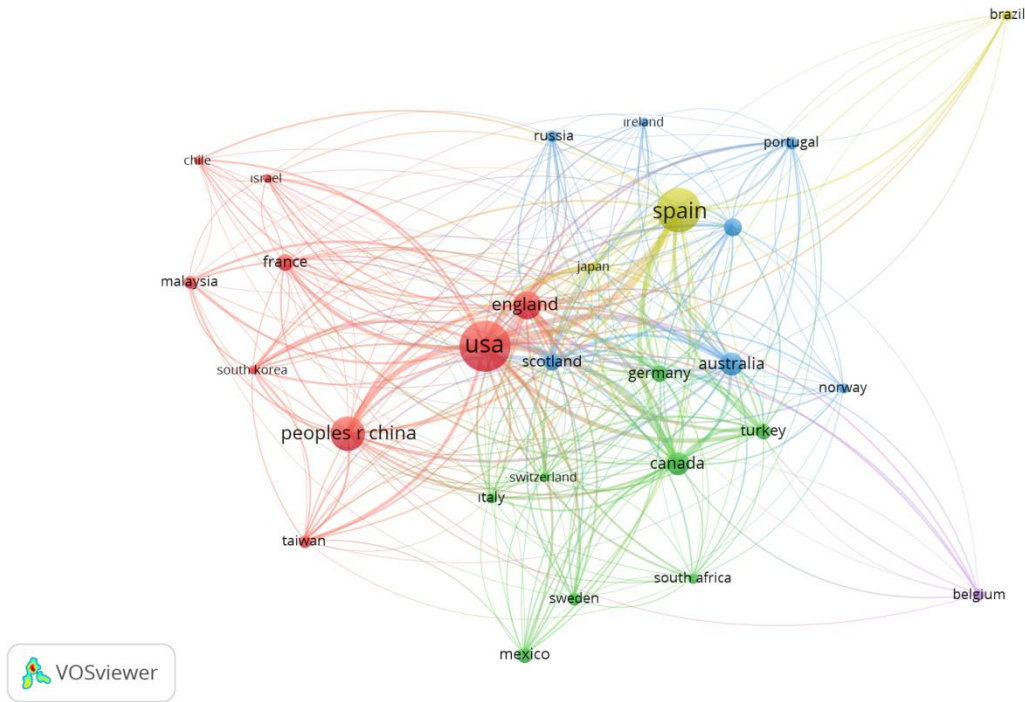 brazil
ireland
russia
portugal
chile
israel
spain
japan
france
malaysia
england
usa
scotland
australia
germany
south korea
norway
turkey
peoples r china
canada
switzerland
italy
taiwan
south africa
belgium
sweden
mexico
VOSviewer